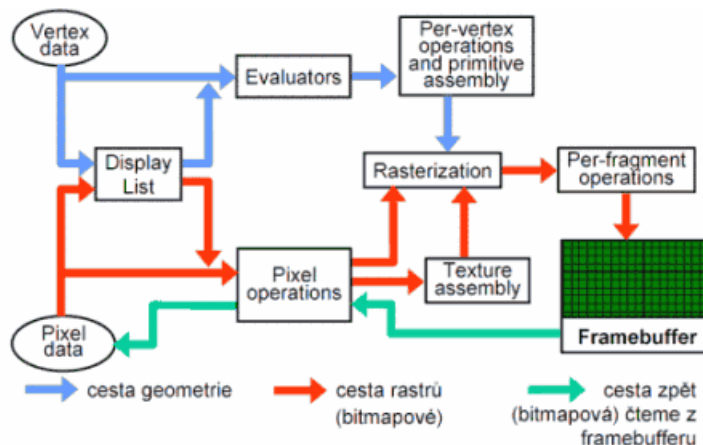 Vertex
data
Evaluators
Per-vertex
operations
and primitive
assembly
Display
List
Rasterization
Per-fragment
operations
Pixel
operations
Texture
assembly
Framebuffer
Pixel
data
cesta geometrie
cesta rastrů
(bitmapové)
cesta zpět
(bitmapová) čteme z
framebufferu